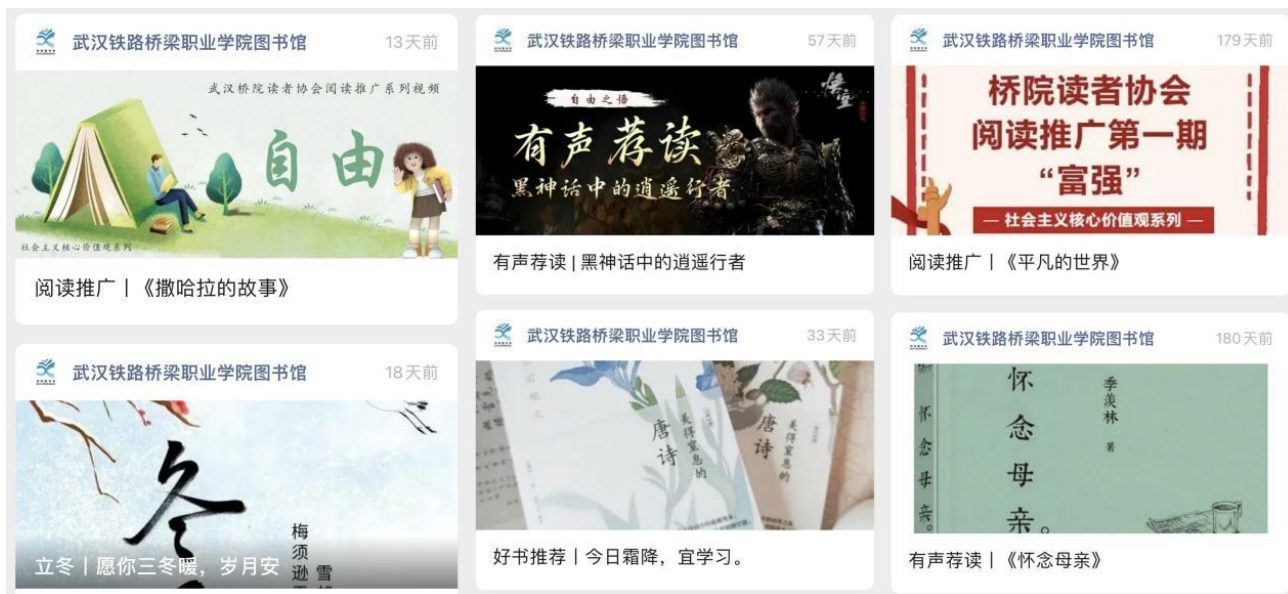 武汉铁路桥梁职业学院图书馆
13天前
武汉桥院读者协会阅读推广系列视频
自由
社会主义核心价值观系列
阅读推广丨《撒哈拉的故事》
武汉铁路桥梁职业学院图书馆
18天前
冬
梅须逊
雪
立冬丨愿你三冬暖，岁月安
武汉铁路桥梁职业学院图书馆
57天前
悟空
自由之悟
有声荐读
黑神话中的逍遥行者
有声荐读 | 黑神话中的逍遥行者
武汉铁路桥梁职业学院图书馆
33天前
唐诗
美得窒息的
唐诗
美得窒息的
好书推荐丨今日霜降，宜学习。
武汉铁路桥梁职业学院图书馆
179天前
桥院读者协会
阅读推广第一期
“富强”
— 社会主义核心价值观系列 —
阅读推广丨《平凡的世界》
武汉铁路桥梁职业学院图书馆
180天前
怀念母亲。
怀念母亲。
季羡林 著
有声荐读丨《怀念母亲》